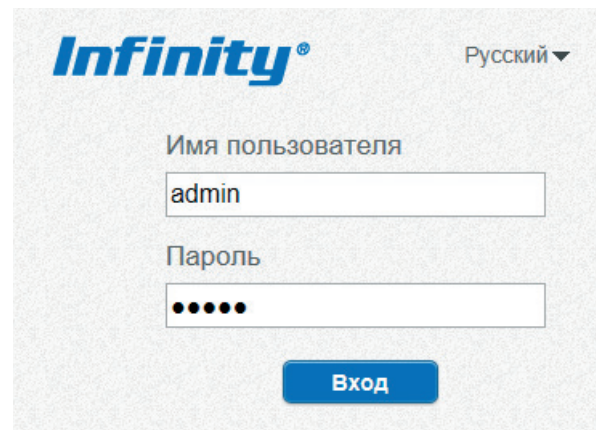 Infinity®
Русский
Имя пользователя
admin
Пароль
•••••
Вход